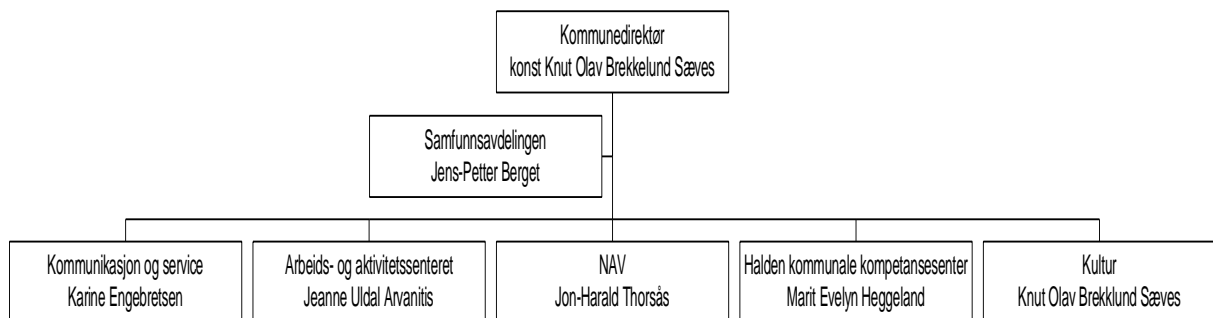 Kommunedirektør
konst Knut Olav Brekkelund Sæves
Samfunnsavdelingen
Jens-Petter Berget
Kommunikasjon og service
Karine Engebretsen
Arbeids- og aktivitetssenteret
Jeanne Uldal Arvanitis
NAV
Jon-Harald Thorsås
Halden kommunale kompetansesenter
Marit Evelyn Heggeland
Kultur
Knut Olav Brekklund Sæves